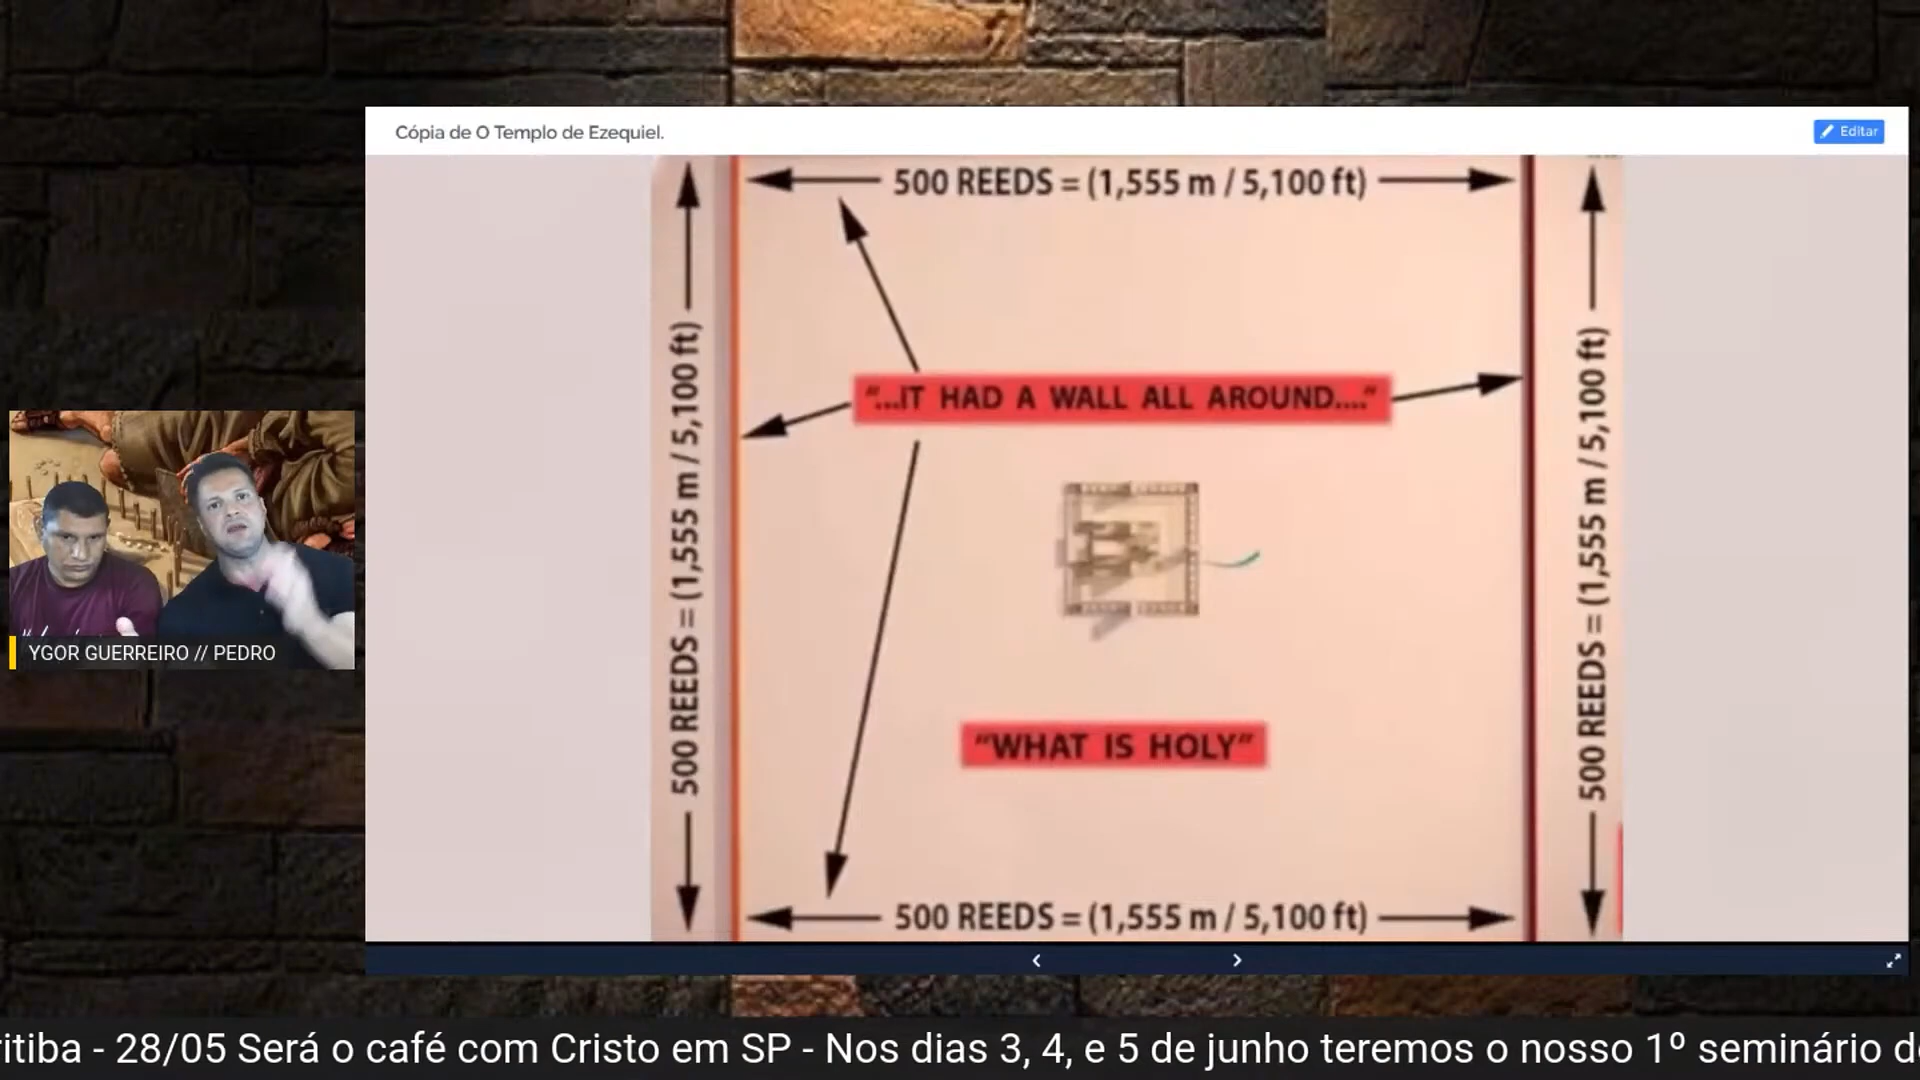 Cópia de O Templo de Ezequiel.
Editar
500 REEDS = (1,555 m / 5,100 ft)
500 REEDS = (1,555 m / 5,100 ft)
500 REEDS = (1,555 m / 5,100 ft)
"...IT HAD A WALL ALL AROUND...."
"WHAT IS HOLY"
500 REEDS = (1,555 m / 5,100 ft)
YGOR GUERREIRO // PEDRO
ritiba - 28/05 Será o café com Cristo em SP - Nos dias 3, 4, e 5 de junho teremos o nosso 1º seminário de